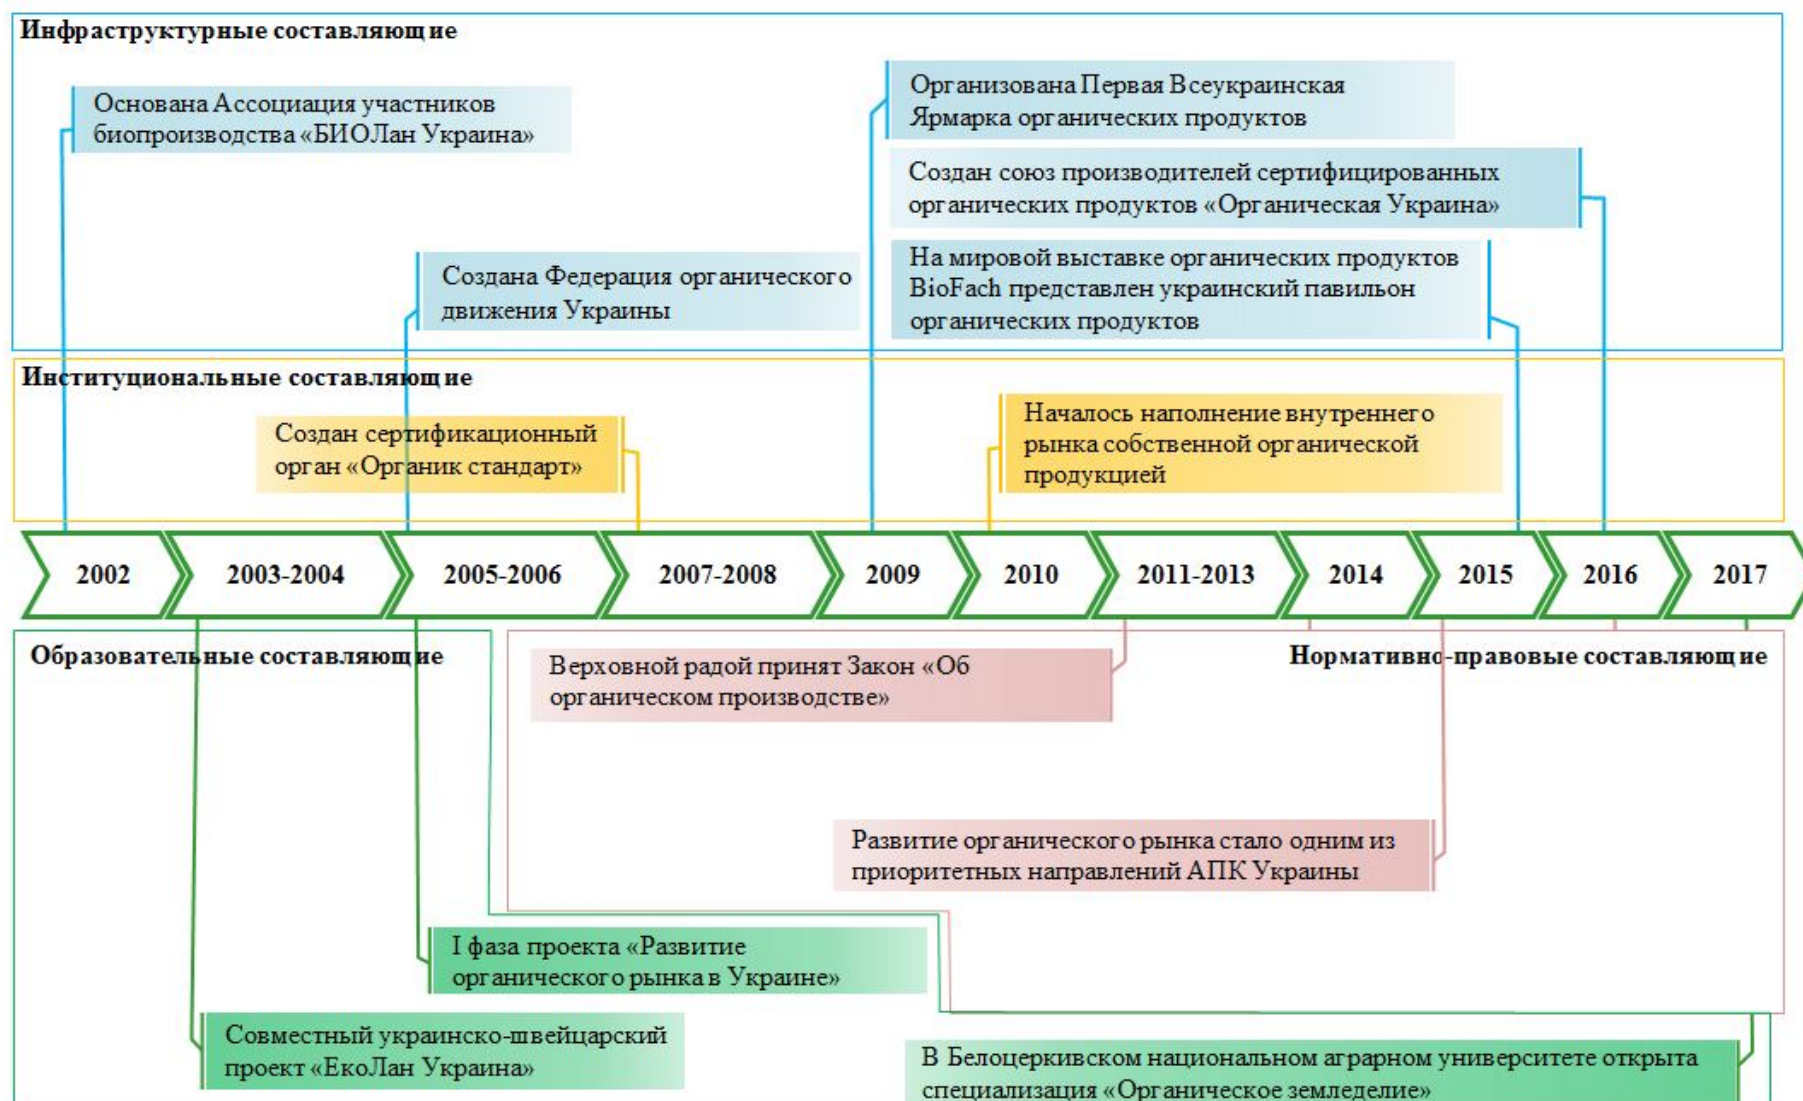 Инфраструктурные составляющие
Основана Ассоциация участников
биопроизводства «БИОЛан Украина»
Организована Первая Всеукраинская
Ярмарка органических продуктов
Создан союз производителей сертифицированных
органических продуктов «Органическая Украина»
Создана Федерация органического
движения Украины
На мировой выставке органических продуктов
BioFach представлен украинский павильон
органических продуктов
Институциональные составляющие
Создан сертификационный
орган «Органик стандарт»
Началось наполнение внутреннего
рынка собственной органической
продукцией
2002 2003-2004 2005-2006 2007-2008 2009 2010 2011-2013 2014 2015 2016 2017
Образовательные составляющие
Нормативно-правовые составляющие
Верховной радой принят Закон «Об
органическом производстве»
Развитие органического рынка стало одним из
приоритетных направлений АПК Украины
I фаза проекта «Развитие
органического рынка в Украине»
Совместный украинско-швейцарский
проект «ЕкоЛан Украина»
В Белоцеркивском национальном аграрном университете открыта
специализация «Органическое земледелие»